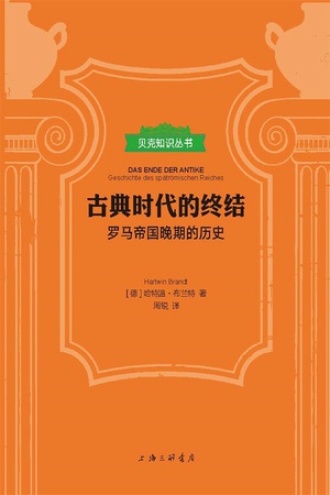 贝克知识丛书
DAS ENDE DER ANTIKE
Geschichte des spätrömischen Reiches
古典时代的终结
罗马帝国晚期的历史
Hartwin Brandt
[德] 哈特温·布兰特 著
周锐 译
上海三联书店